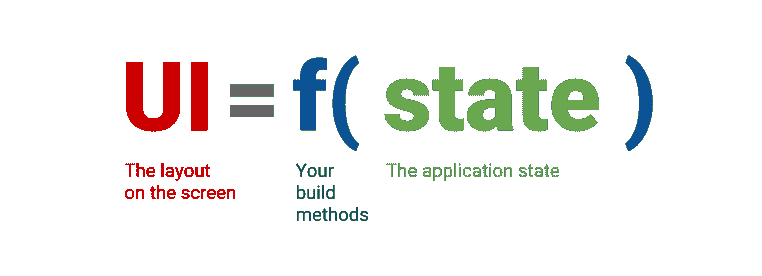 UI = f( state )
The layout
on the screen
Your
build
methods
The application state